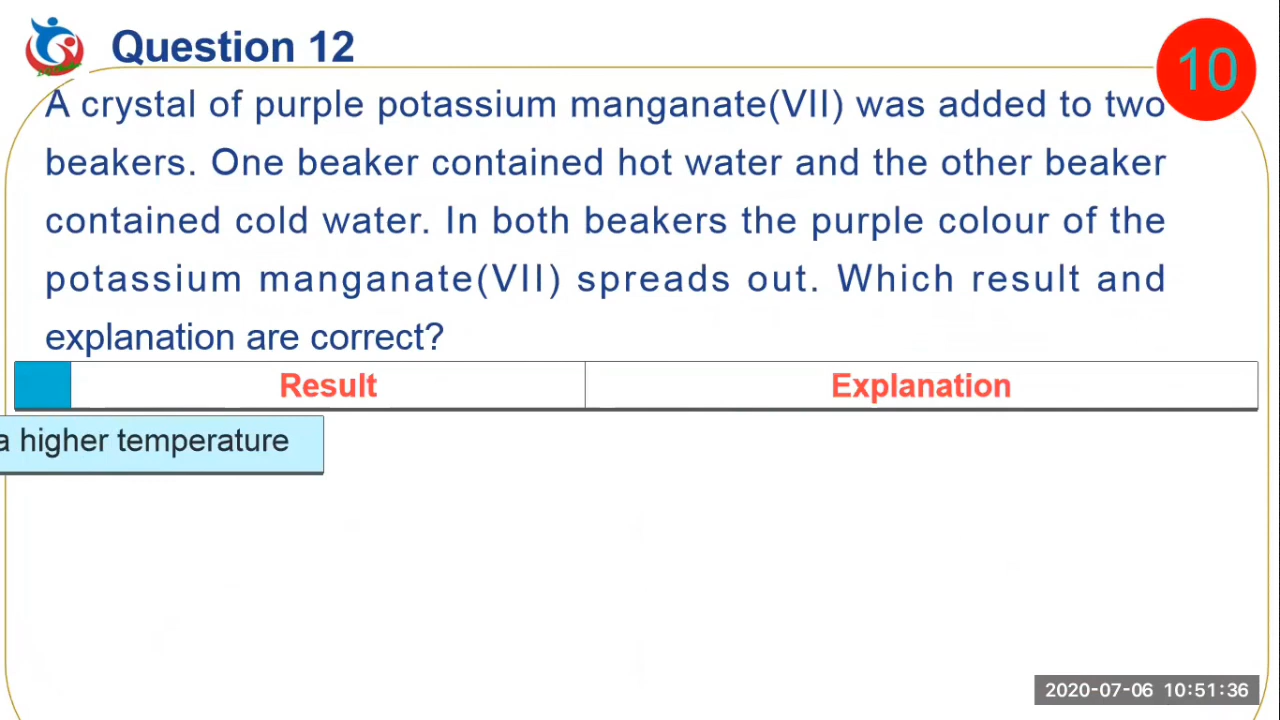 Question 12
10
A crystal of purple potassium manganate(VII) was added to two
beakers. One beaker contained hot water and the other beaker
contained cold water. In both beakers the purple colour of the
potassium manganate(VII) spreads out. Which result and
explanation are correct?
Result Explanation
a higher temperature
2020-07-06 10:51:36